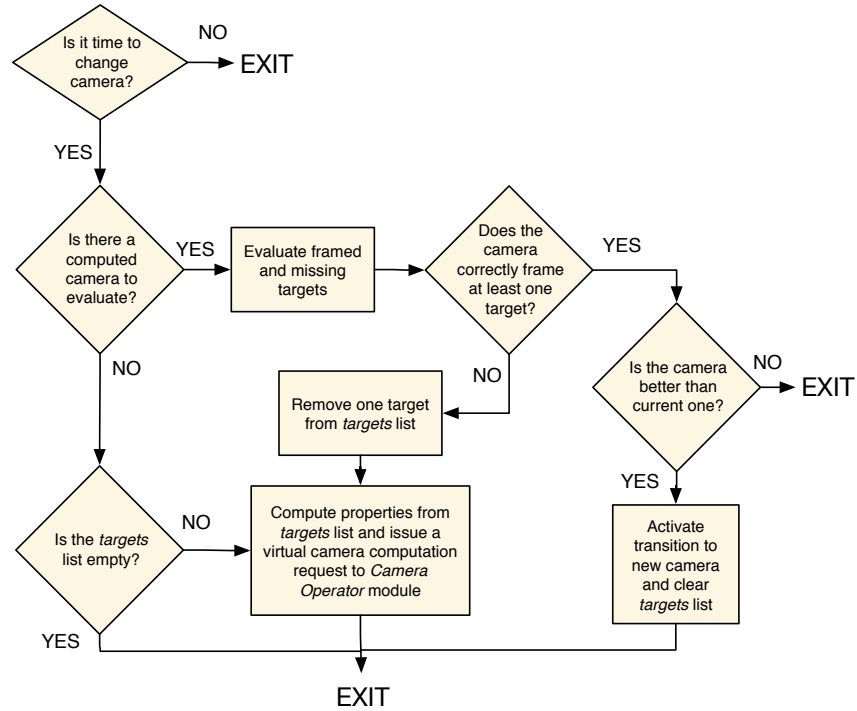 Is it time to
change
camera?
NO
EXIT
YES
Is there a
computed
camera to
evaluate?
YES
Evaluate framed
and missing
targets
Does the
camera
correctly frame
at least one
target?
YES
NO
NO
Remove one target
from targets list
Is the camera
better than
current one?
NO
EXIT
YES
Is the targets
list empty?
NO
Compute properties from
targets list and issue a
virtual camera computation
request to Camera
Operator module
Activate
transition to
new camera
and clear
targets list
YES
EXIT